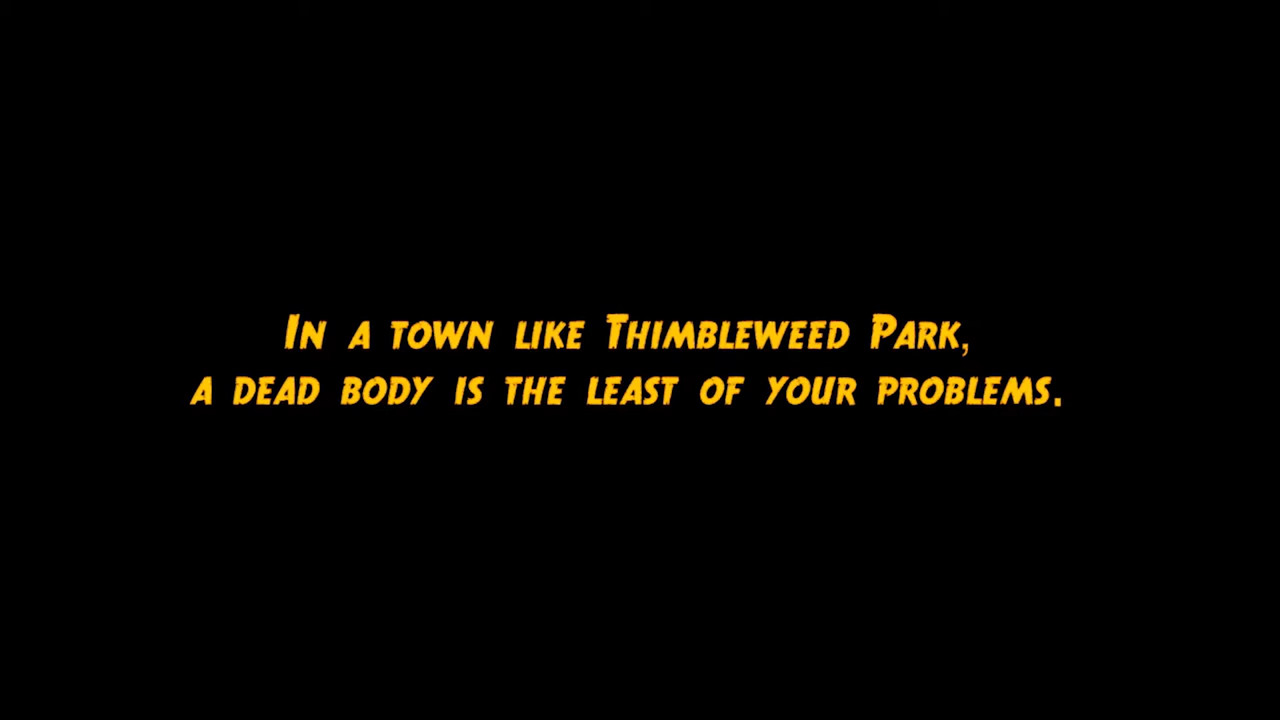 In a town like Thimbleweed Park,
a dead body is the least of your problems.